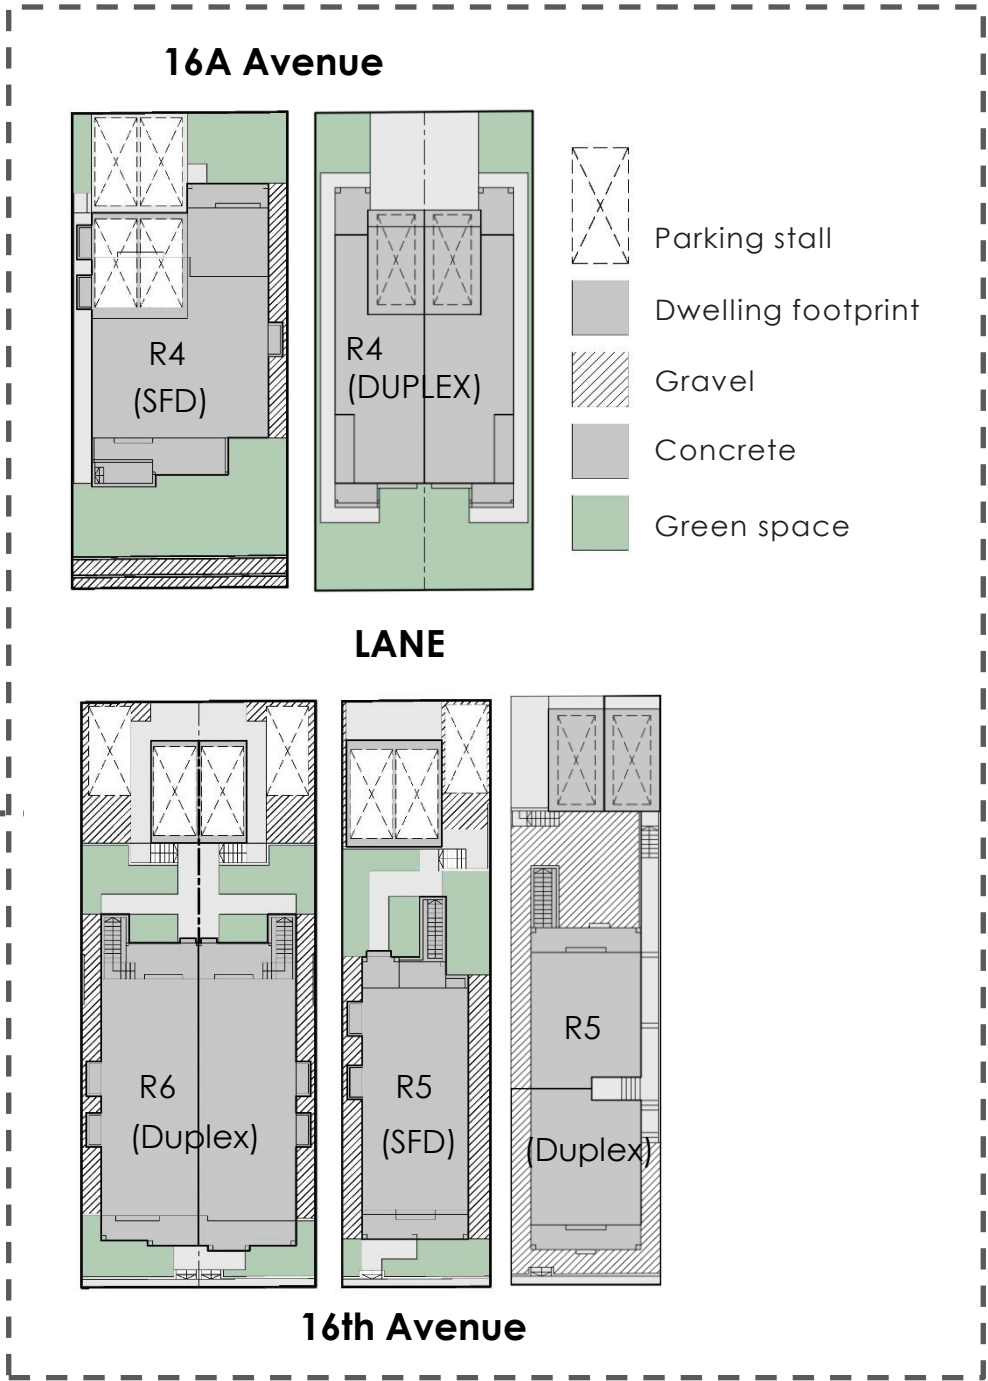 16A Avenue
R4
(SFD)
R4
(DUPLEX)
Parking stall
Dwelling footprint
Gravel
Concrete
Green space
LANE
R6
(Duplex)
R5
(SFD)
R5
(Duplex)
16th Avenue